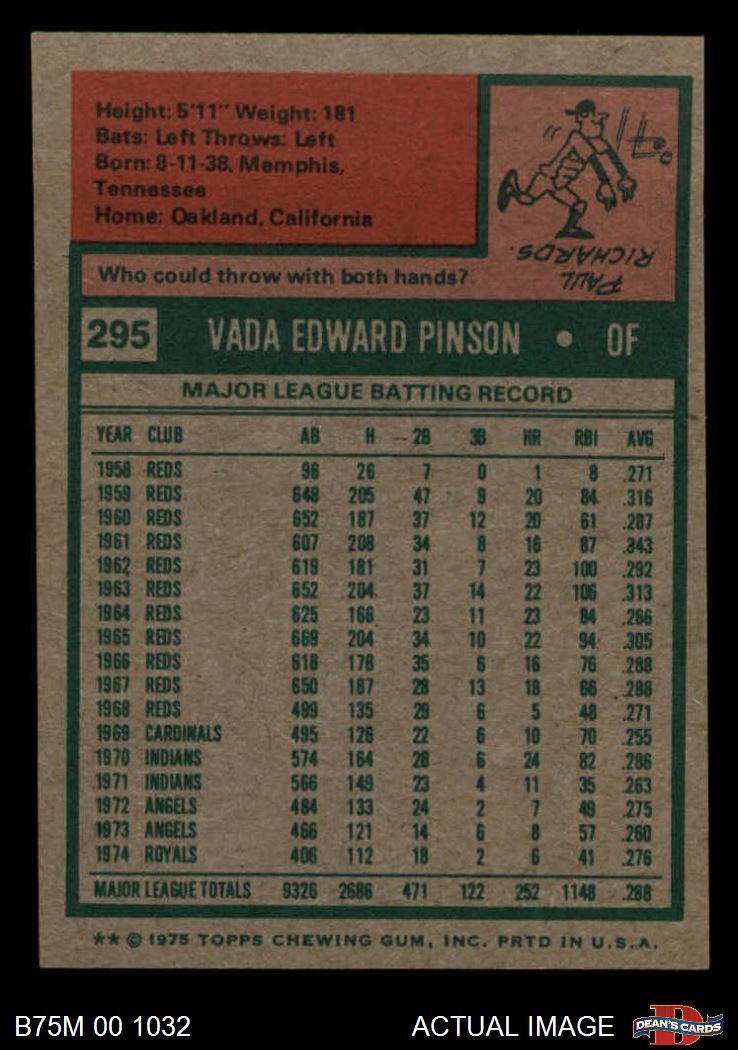 Height: 5'11" Weight: 181
Bats: Left Throws: Left
Born: 8-11-38, Memphis,
Tennessee
Home: Oakland, California
PAUL
RICHARDS.
Who could throw with both hands?
295 VADA EDWARD PINSON • OF
MAJOR LEAGUE BATTING RECORD
YEAR CLUB AB H 2B 3B HR RBI AVG
1958 REDS 96 26 7 0 1 8 .271
1959 REDS 648 205 47 9 20 84 .316
1960 REDS 652 187 37 12 20 61 .287
1961 REDS 607 208 34 8 16 87 .343
1962 REDS 619 181 31 7 23 100 .292
1963 REDS 652 204 37 14 22 106 .313
1964 REDS 625 166 23 11 23 84 .266
1965 REDS 669 204 34 10 22 94 .305
1966 REDS 618 178 35 6 16 76 .288
1967 REDS 650 187 28 13 18 66 .288
1968 REDS 499 135 29 6 5 48 .271
1969 CARDINALS 495 126 22 6 10 70 .255
1970 INDIANS 574 164 28 6 24 82 .286
1971 INDIANS 566 149 23 4 11 35 .263
1972 ANGELS 484 133 24 2 7 49 .275
1973 ANGELS 466 121 14 6 8 57 .260
1974 ROYALS 406 112 18 2 6 41 .276
MAJOR LEAGUE TOTALS 9326 2686 471 122 252 1148 .288
** © 1975 TOPPS CHEWING GUM, INC. PRTD IN U.S.A.
B75M 00 1032 ACTUAL IMAGE D DEAN'S CARDS